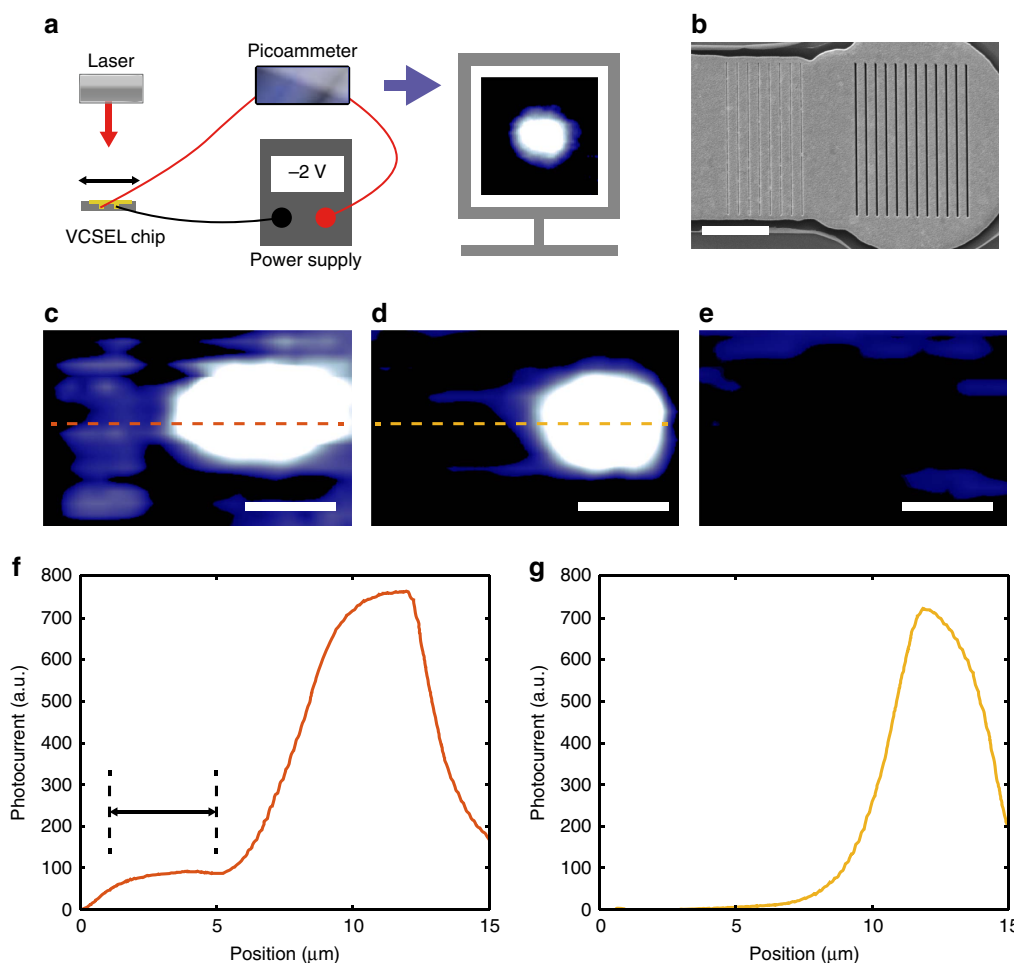 a
Laser
Picoammeter
–2 V
VCSEL chip
Power supply
b
c
d
e
f
800
700
600
500
400
300
200
100
0
Photocurrent (a.u.)
0
5
10
15
Position (μm)
g
800
700
600
500
400
300
200
100
0
Photocurrent (a.u.)
0
5
10
15
Position (μm)